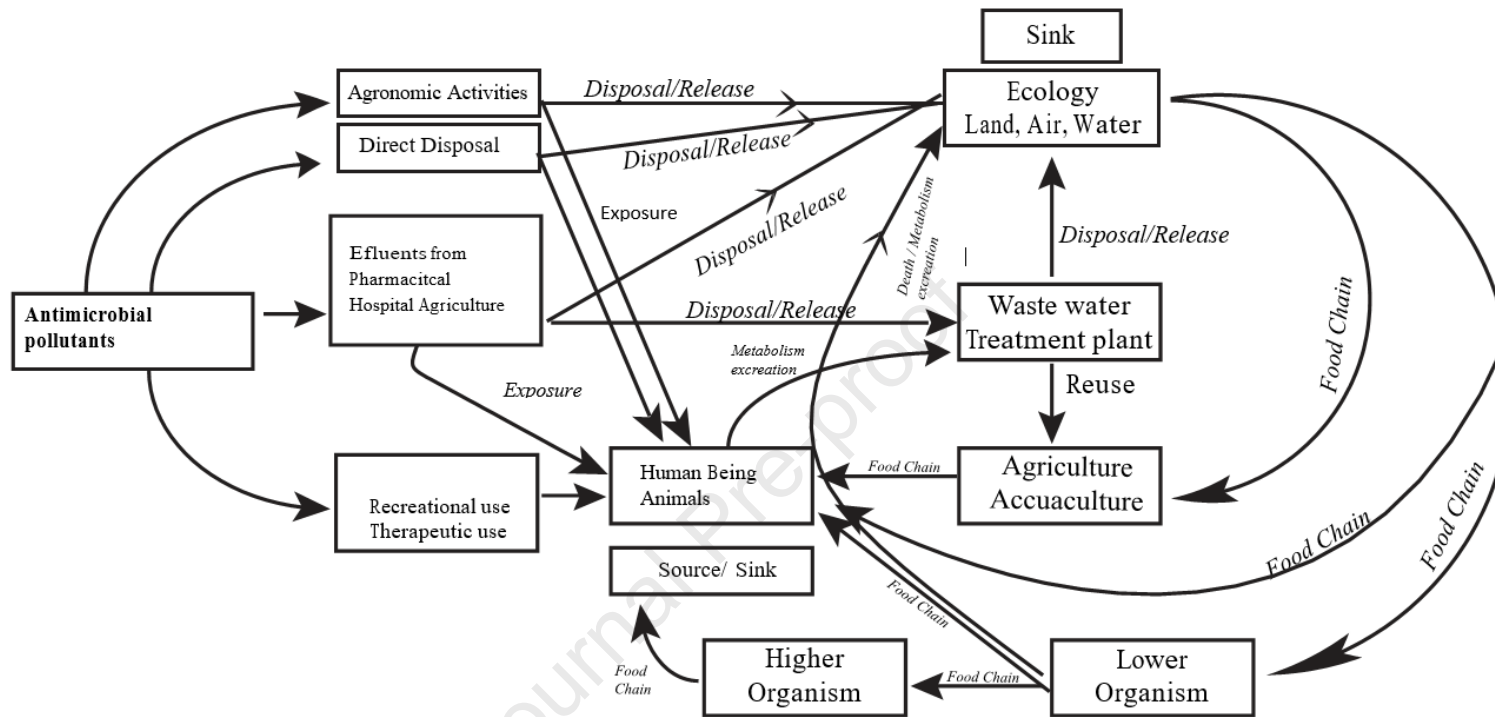 Sink
Agronomic Activities
Disposal/Release
Ecology
Land, Air, Water
Direct Disposal
Disposal/Release
Exposure
Disposal/Release
Death / Metabolism
excreation
Disposal/Release
Efluents from
Pharmacitcal
Hospital Agriculture
Antimicrobial
pollutants
Disposal/Release
Waste water
Treatment plant
Food Chain
Metabolism
excreation
Reuse
Exposure
Human Being
Animals
Food Chain
Agriculture
Accuaculture
Recreational use
Therapeutic use
Food Chain
Food Chain
Source/ Sink
Food Chain
Higher
Organism
Food Chain
Lower
Organism
Food
Chain
Journal Pre-proof